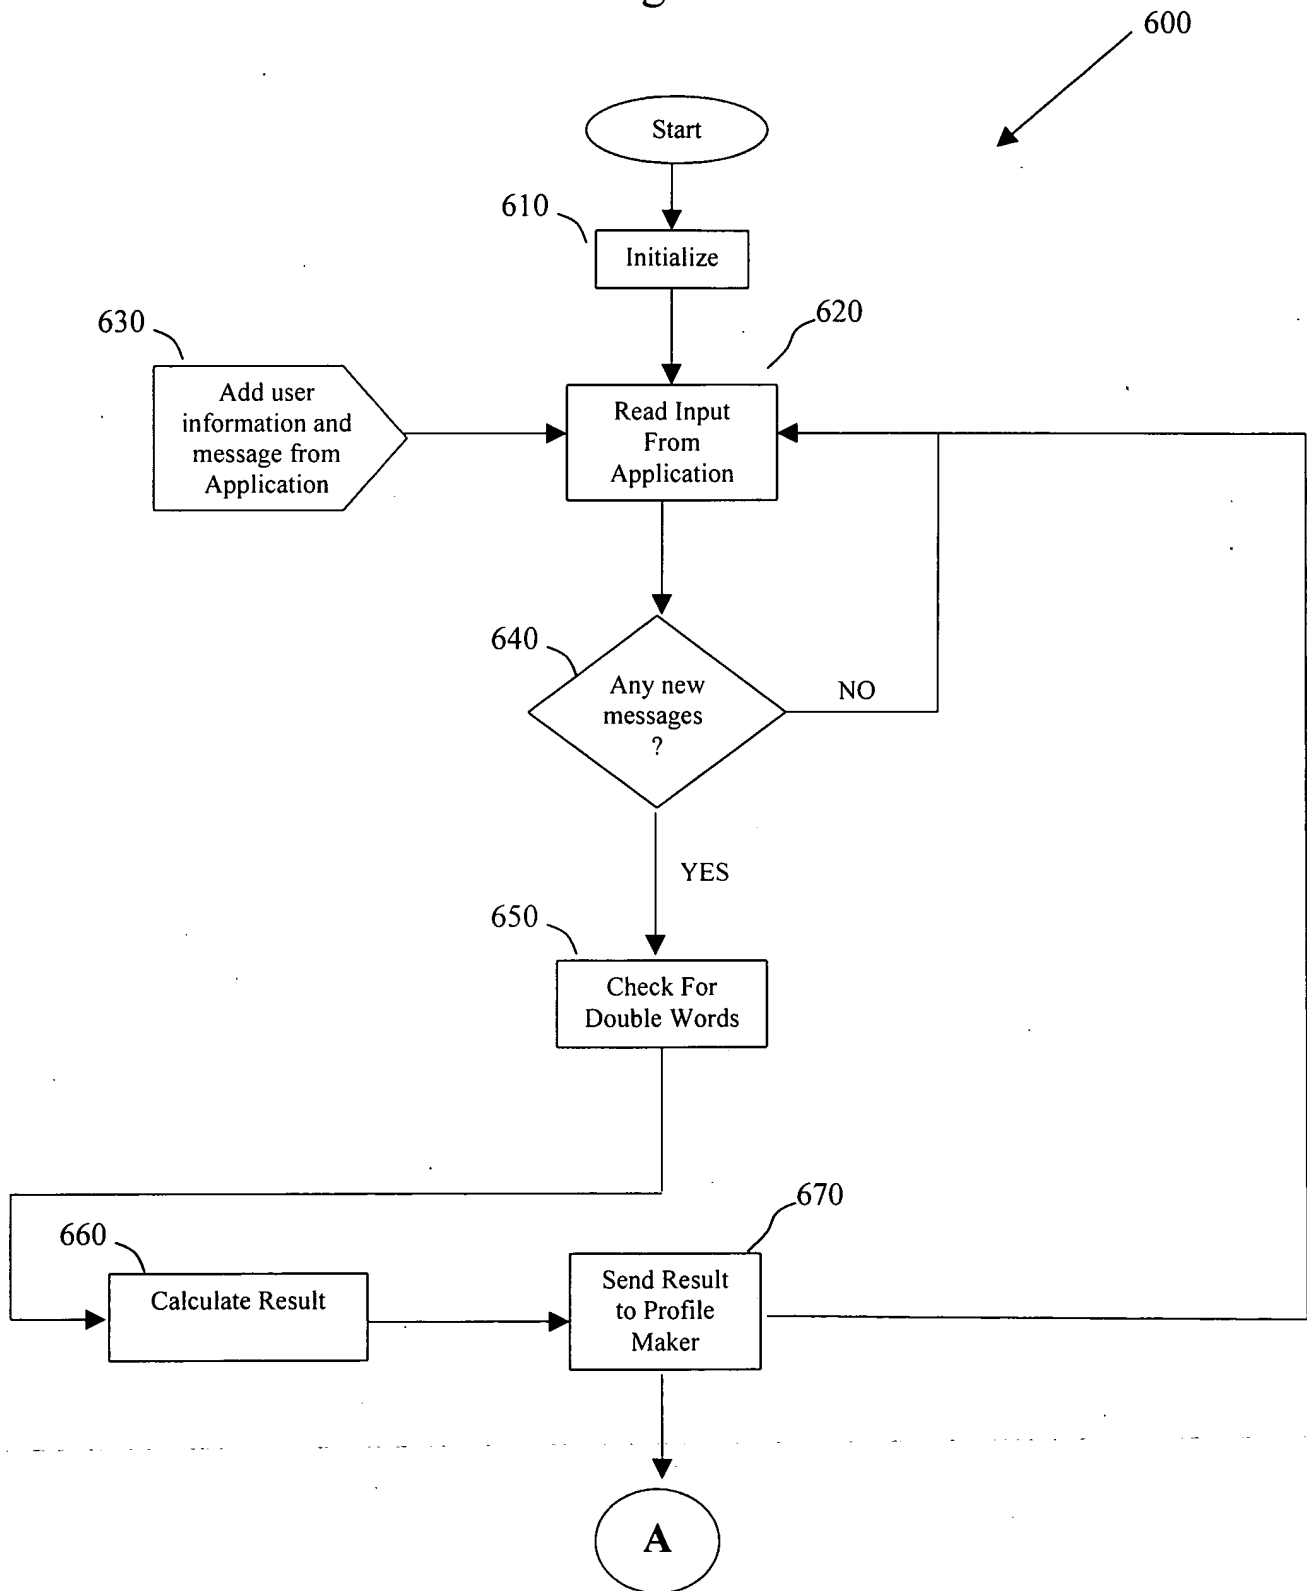 600
Start
610
Initialize
630
620
Add user
information and
message from
Application
Read Input
From
Application
640
Any new
messages
?
NO
YES
650
Check For
Double Words
670
660
Calculate Result
Send Result
to Profile
Maker
A